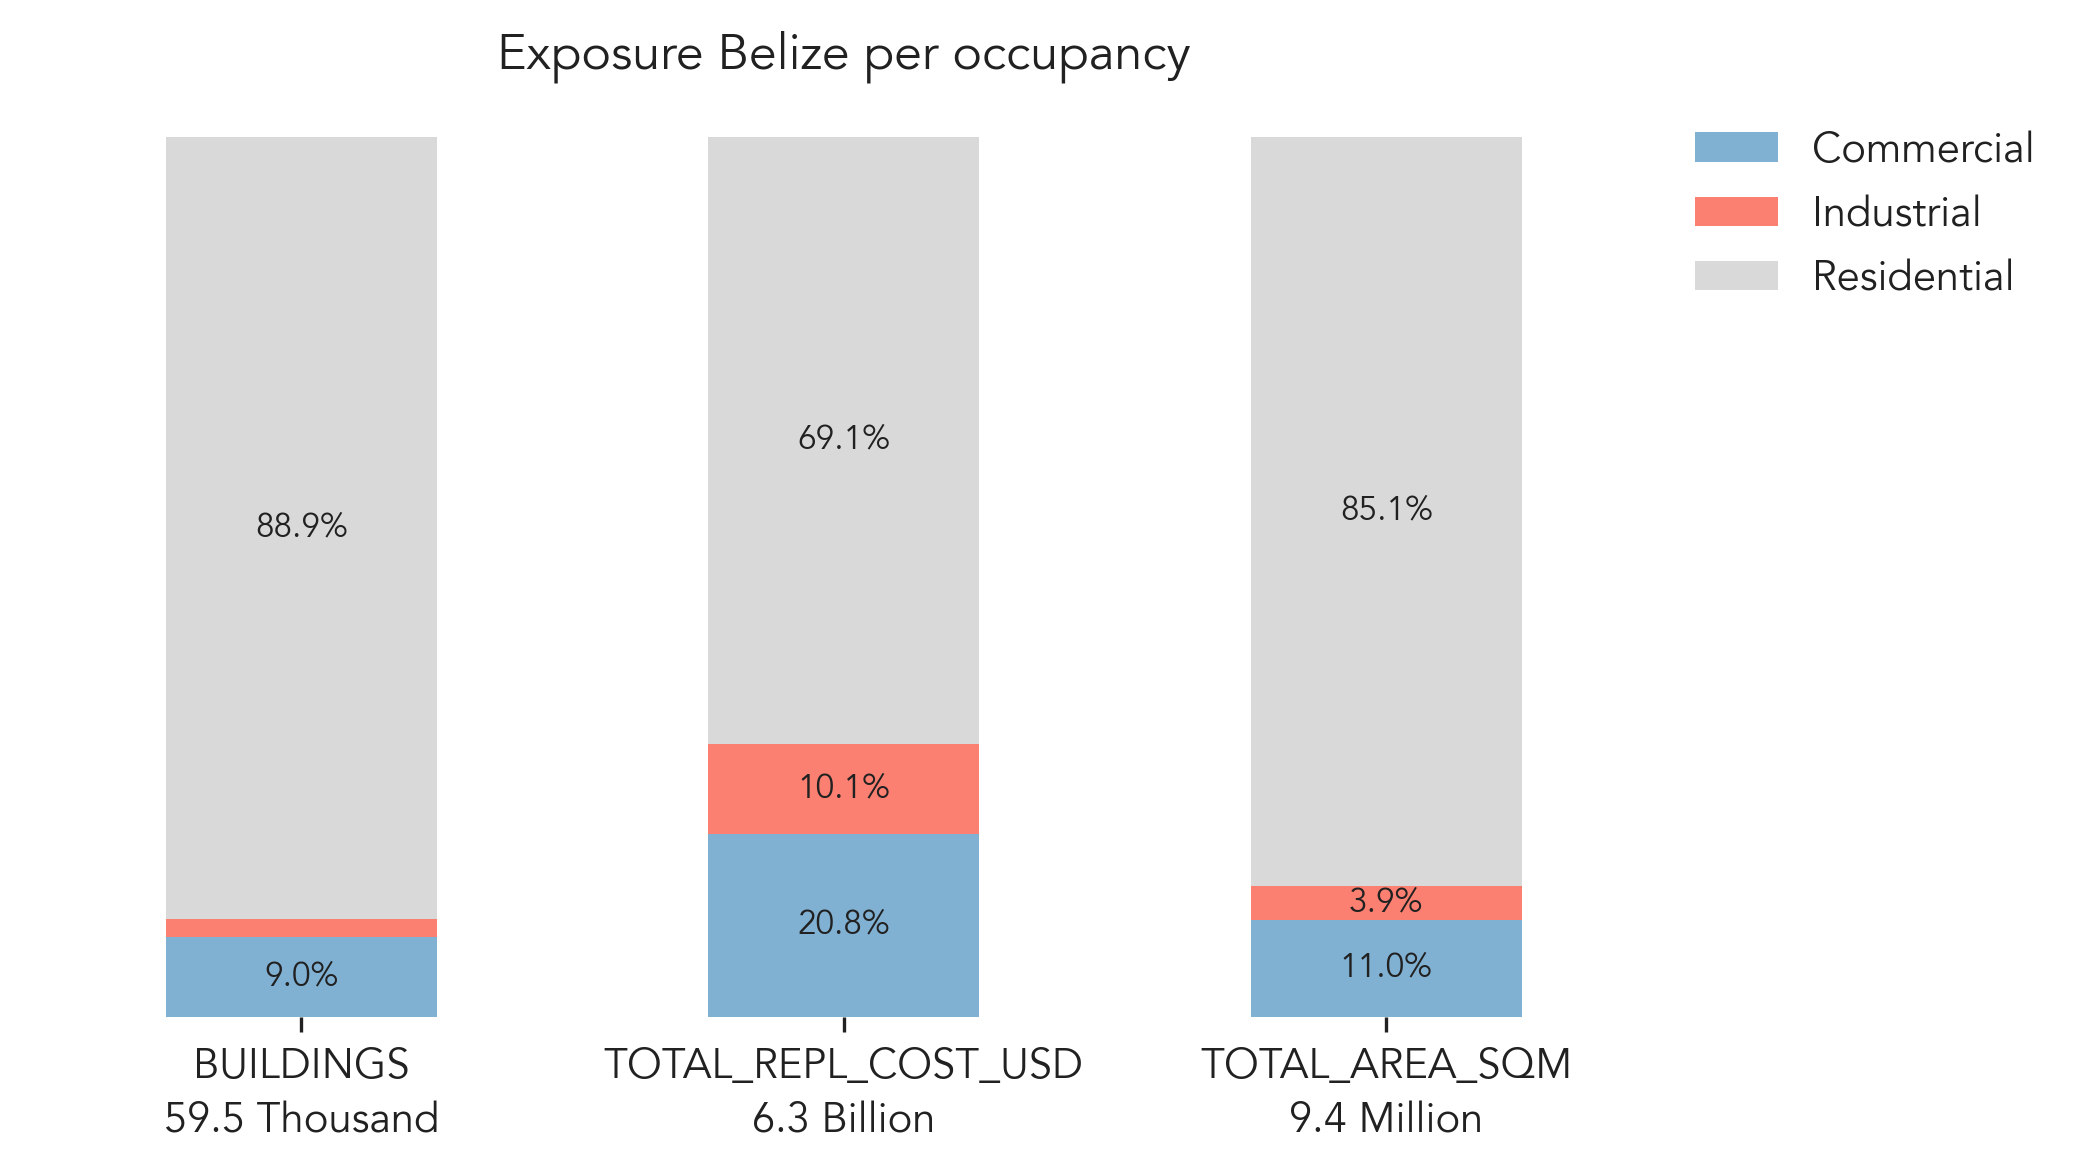 Exposure Belize per occupancy
Commercial
Industrial
Residential
88.9%
9.0%
69.1%
10.1%
20.8%
85.1%
3.9%
11.0%
BUILDINGS
59.5 Thousand
TOTAL_REPL_COST_USD
6.3 Billion
TOTAL_AREA_SQM
9.4 Million